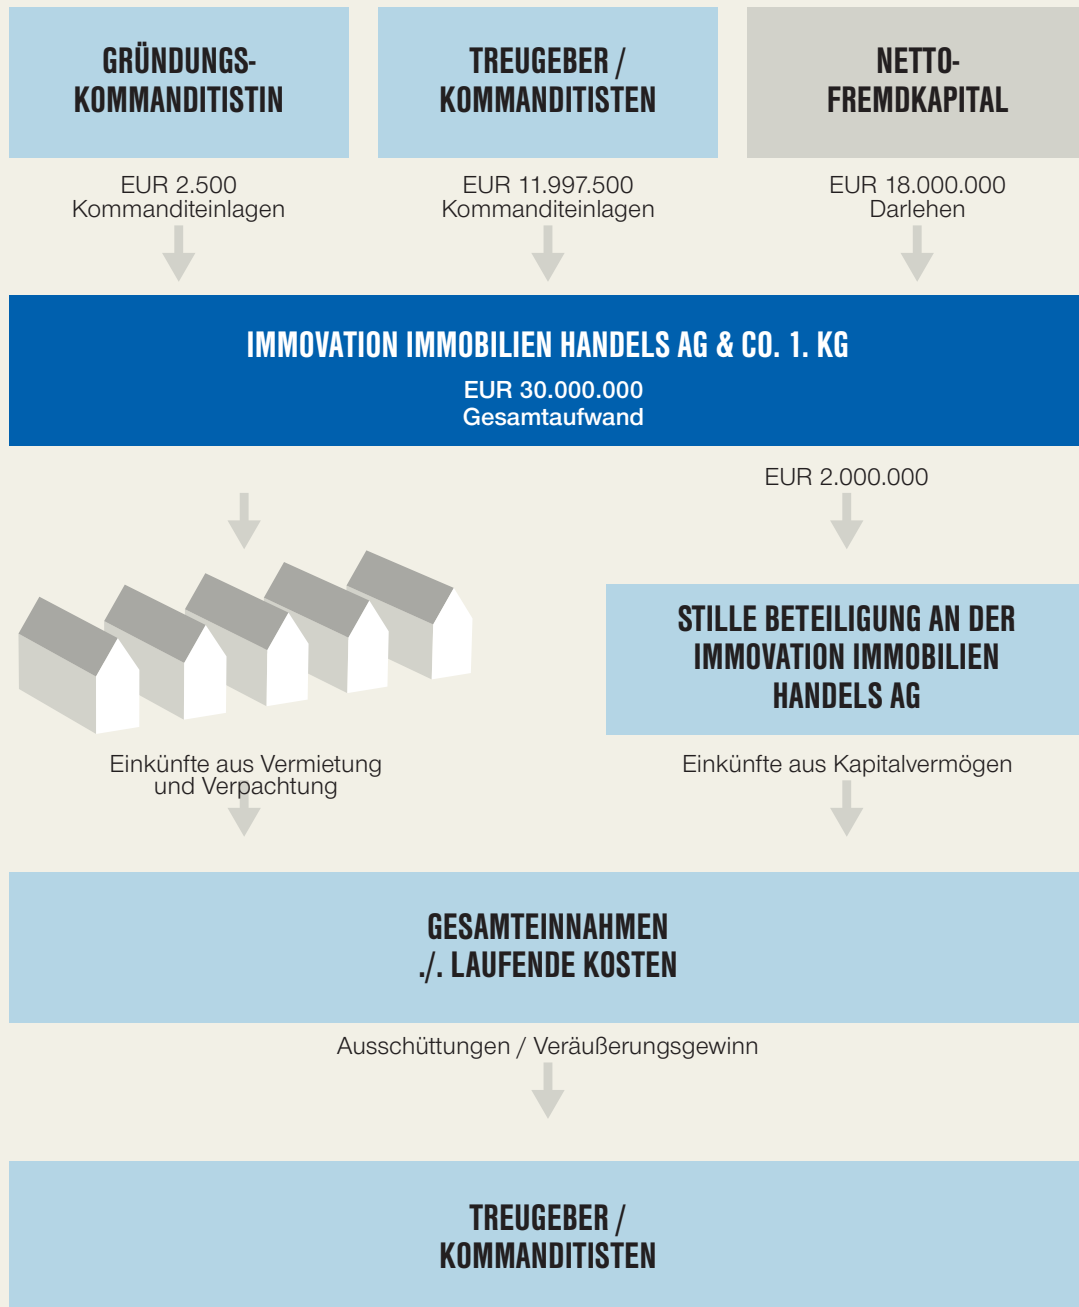 GRÜNDUNGS-
KOMMANDITISTIN
TREUGEBER /
KOMMANDITISTEN
NETTO-
FREMDKAPITAL
EUR 2.500
Kommanditeinlagen
EUR 11.997.500
Kommanditeinlagen
EUR 18.000.000
Darlehen
IMMOVATION IMMOBILIEN HANDELS AG & CO. 1. KG
EUR 30.000.000
Gesamtaufwand
EUR 2.000.000
STILLE BETEILIGUNG AN DER
IMMOVATION IMMOBILIEN
HANDELS AG
Einkünfte aus Vermietung
und Verpachtung
Einkünfte aus Kapitalvermögen
GESAMTEINNAHMEN
./. LAUFENDE KOSTEN
Ausschüttungen / Veräußerungsgewinn
TREUGEBER /
KOMMANDITISTEN